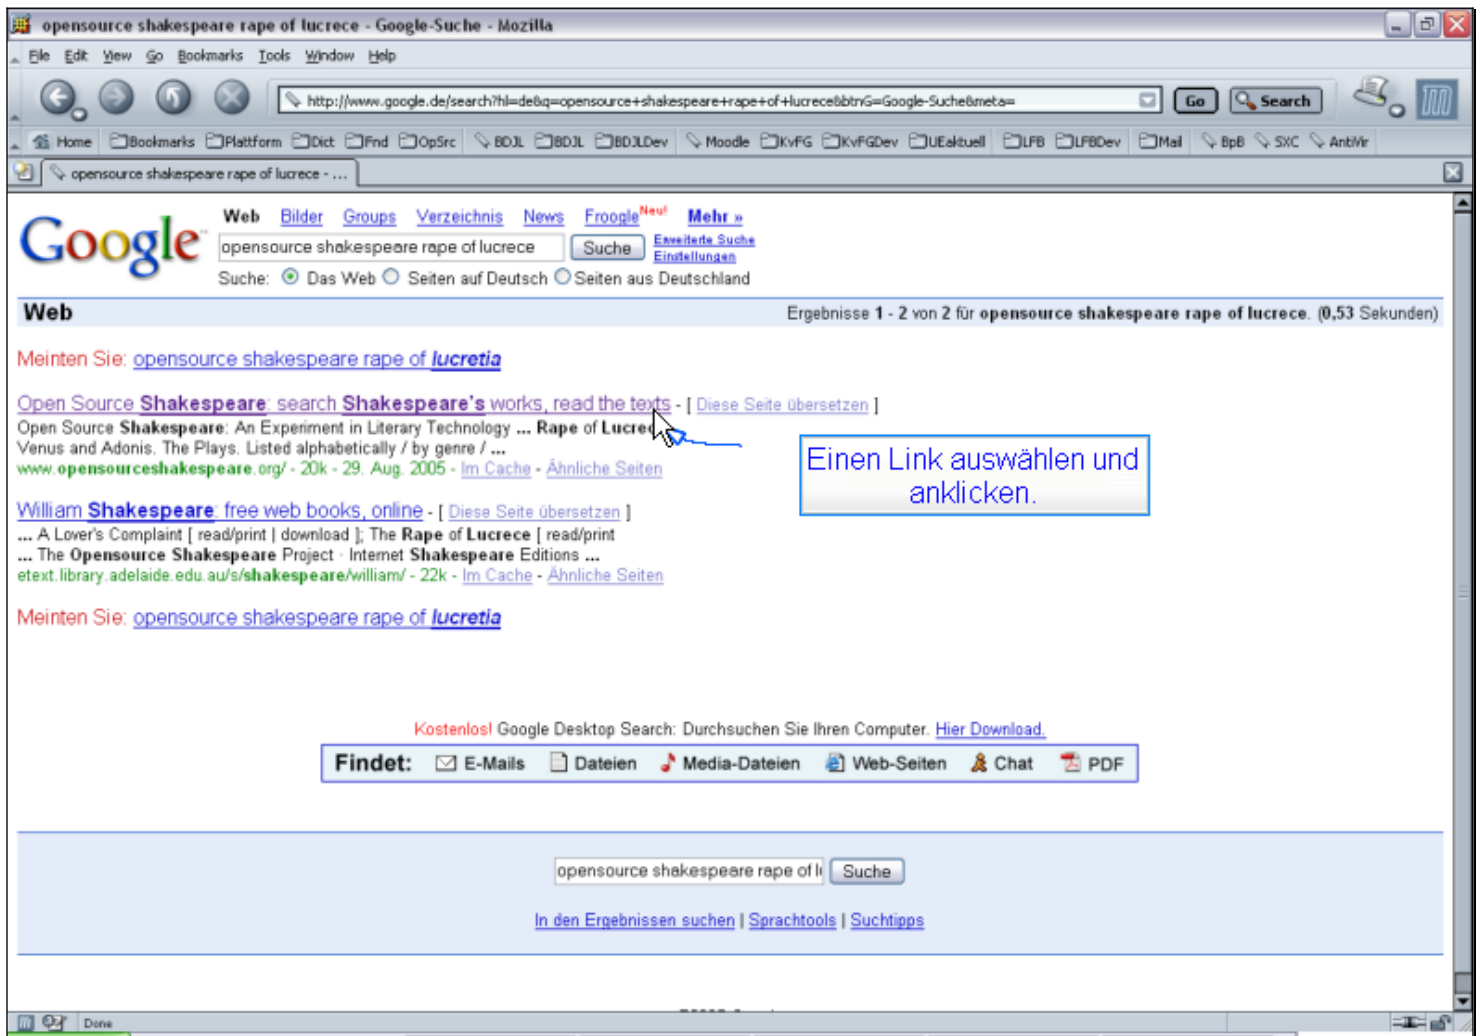 opensource shakespeare rape of lucrece - Google-Suche - Mozilla
File Edit View Go Bookmarks Tools Window Help
http://www.google.de/search?hl=de&q=opensource+shakespeare+rape+of+lucrece&btnG=Google-Suche&meta= Go Search
Home Bookmarks Plattform Dict Fnd OpSrc BDJL BDJL BDJLDev Moodle KvFG KvFGDev UEaktuell LFB LFBDev Mail BpB SXC AntiVir
opensource shakespeare rape of lucrece - ...
Web Bilder Groups Verzeichnis News Froogle Neu! Mehr »
Google
opensource shakespeare rape of lucrece Suche Erweiterte Suche
Einstellungen
Suche: Das Web Seiten auf Deutsch Seiten aus Deutschland
Web Ergebnisse 1 - 2 von 2 für opensource shakespeare rape of lucrece. (0,53 Sekunden)
Meinten Sie: opensource shakespeare rape of lucretia
Open Source Shakespeare: search Shakespeare's works, read the texts - [ Diese Seite übersetzen ]
Open Source Shakespeare: An Experiment in Literary Technology ... Rape of Lucrec
Venus and Adonis. The Plays. Listed alphabetically / by genre / ...
www.opensourceshakespeare.org/ - 20k - 29. Aug. 2005 - Im Cache - Ähnliche Seiten
Einen Link auswählen und
anklicken.
William Shakespeare: free web books, online - [ Diese Seite übersetzen ]
... A Lover's Complaint [ read/print | download ]; The Rape of Lucrece [ read/print
... The Opensource Shakespeare Project · Internet Shakespeare Editions ...
etext.library.adelaide.edu.au/s/shakespeare/william/ - 22k - Im Cache - Ähnliche Seiten
Meinten Sie: opensource shakespeare rape of lucretia
Kostenlos! Google Desktop Search: Durchsuchen Sie Ihren Computer. Hier Download.
Findet: E-Mails Dateien Media-Dateien Web-Seiten Chat PDF
opensource shakespeare rape of l Suche
In den Ergebnissen suchen | Sprachtools | Suchtipps
Done